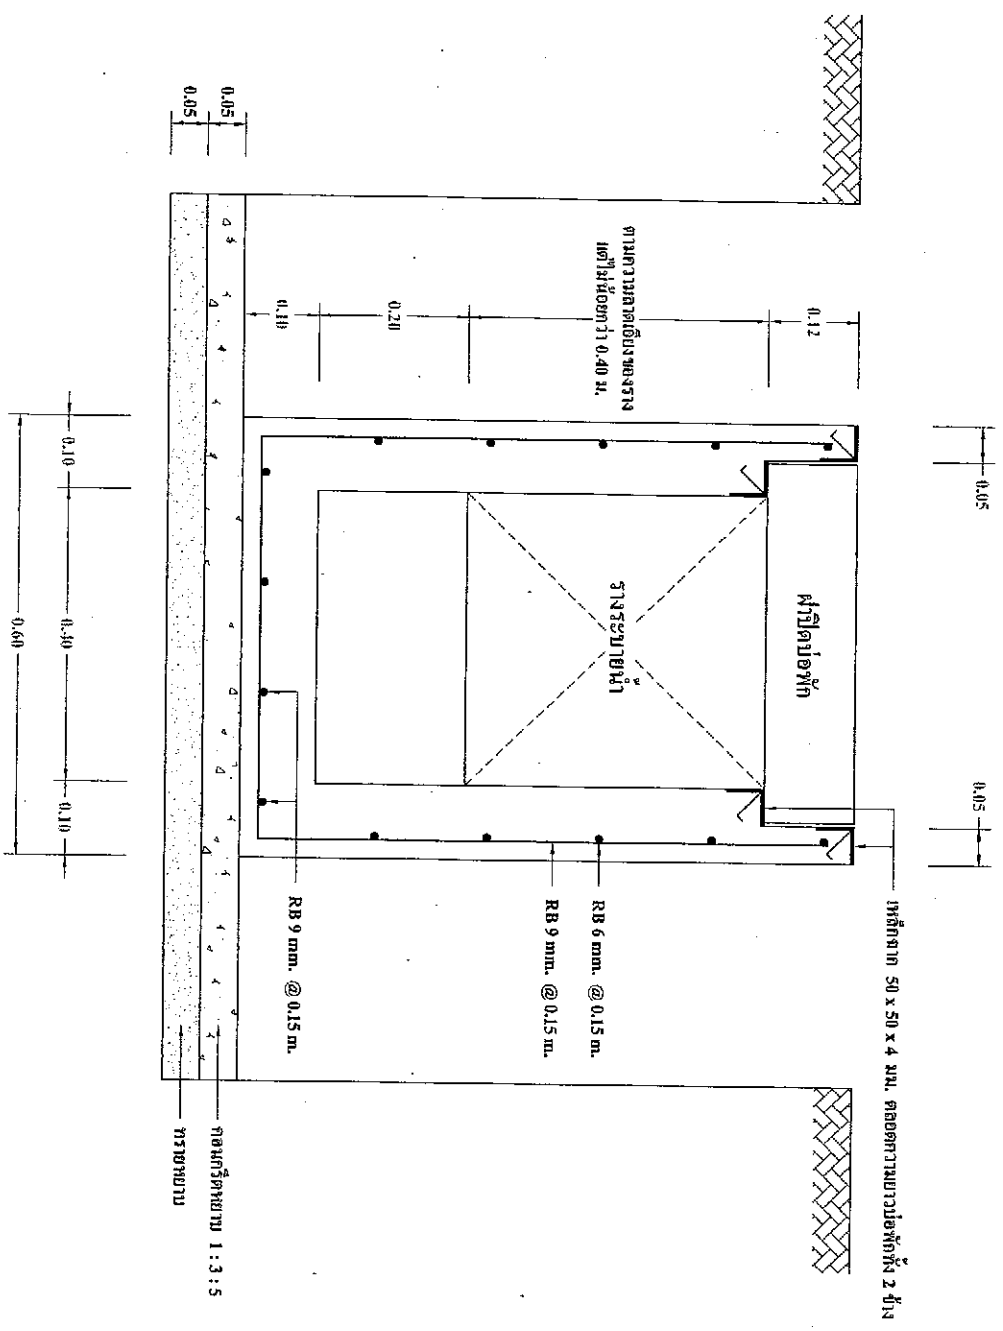 เหล็กฉาก 50 x 50 x 4 มม. ตลอดความยาวบ่อพักทั้ง 2 ข้าง
0.05
0.05
ฝาปิดบ่อพัก
0.12
ตามความลาดเอียงของราง
แต่ไม่น้อยกว่า 0.40 ม.
รางระบายน้ำ
RB 6 mm. @ 0.15 m.
RB 9 mm. @ 0.15 m.
0.20
0.10
RB 9 mm. @ 0.15 m.
0.05
0.05
คอนกรีตหยาบ 1 : 3 : 5
ทรายหยาบ
0.10
0.40
0.10
0.60